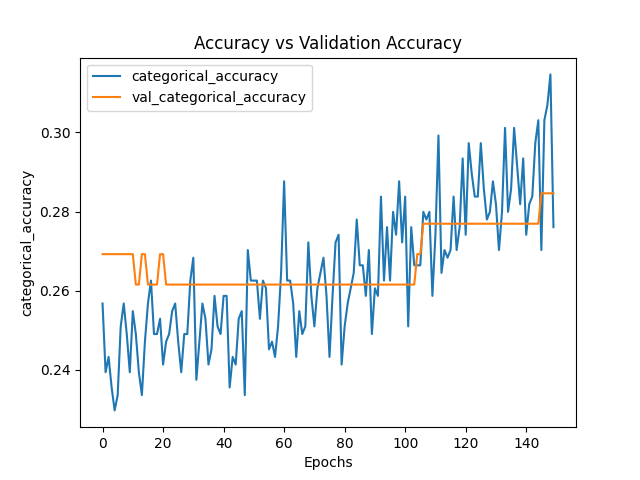 Accuracy vs Validation Accuracy
categorical_accuracy
val_categorical_accuracy
0.30
0.28
0.26
0.24
categorical_accuracy
0 20 40 60 80 100 120 140
Epochs